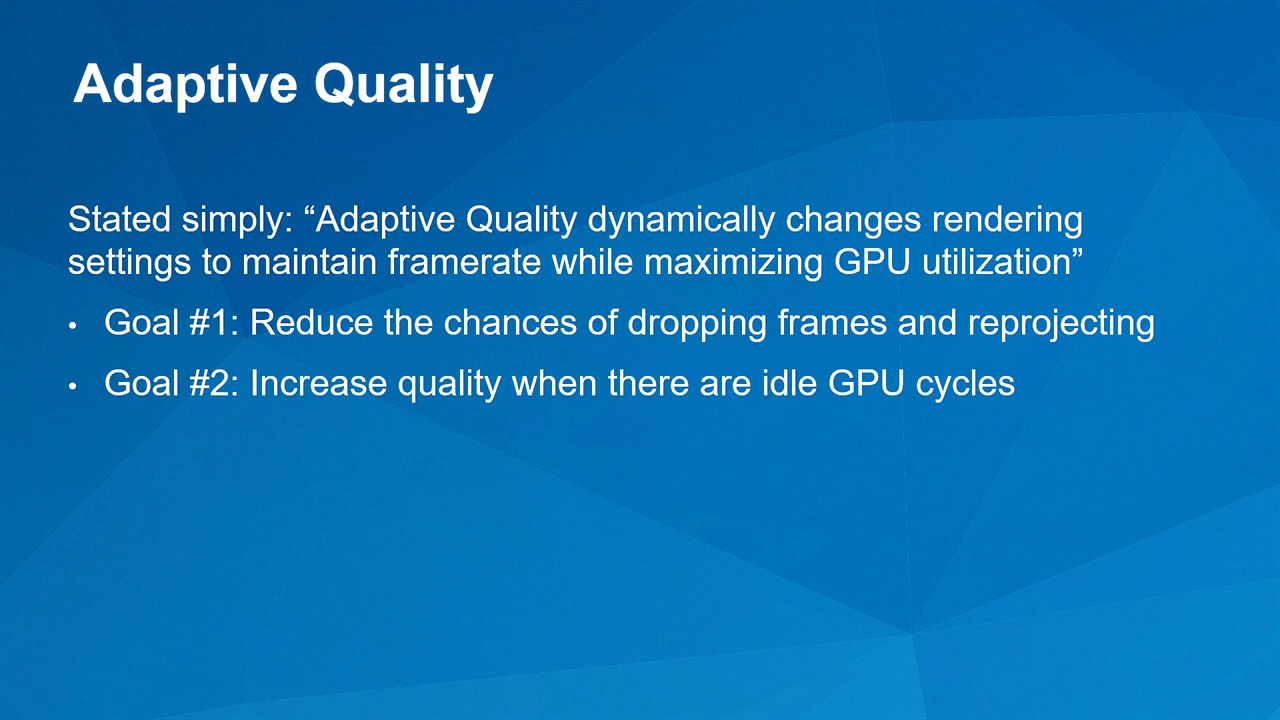 Adaptive Quality
Stated simply: “Adaptive Quality dynamically changes rendering
settings to maintain framerate while maximizing GPU utilization”
• Goal #1: Reduce the chances of dropping frames and reprojecting
• Goal #2: Increase quality when there are idle GPU cycles